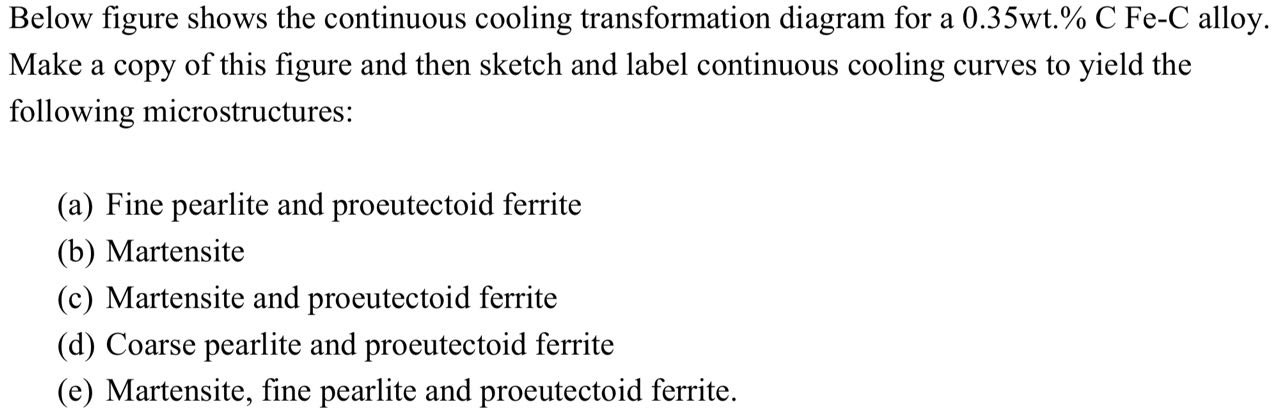 Below figure shows the continuous cooling transformation diagram for a 0.35wt.% C Fe-C alloy.
Make a copy of this figure and then sketch and label continuous cooling curves to yield the
following microstructures:
(a) Fine pearlite and proeutectoid ferrite
(b) Martensite
(c) Martensite and proeutectoid ferrite
(d) Coarse pearlite and proeutectoid ferrite
(e) Martensite, fine pearlite and proeutectoid ferrite.